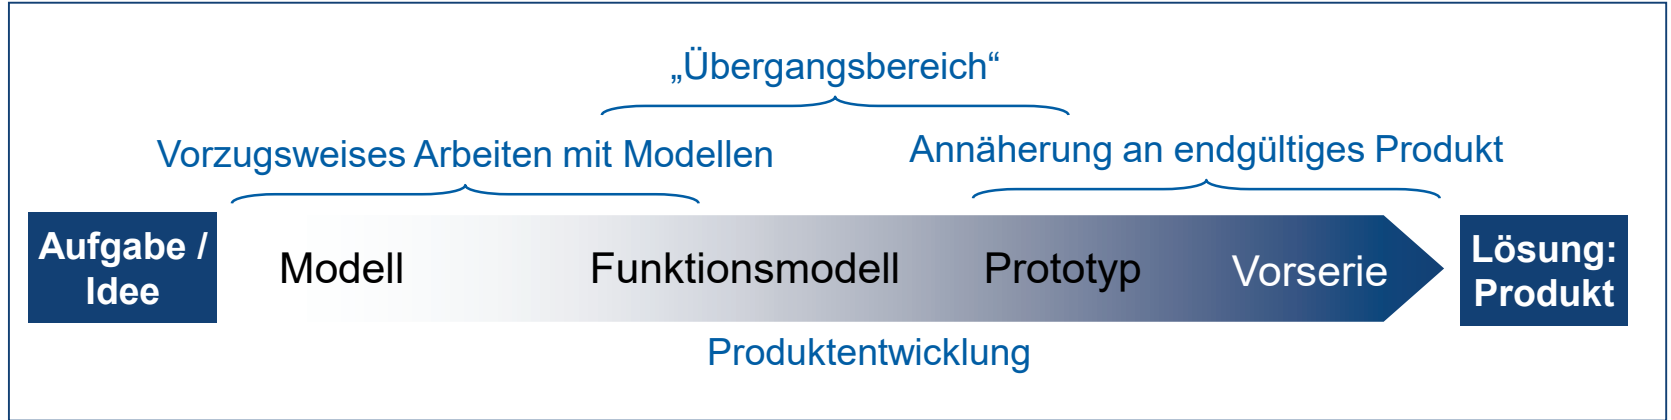 „Übergangsbereich“
Vorzugsweises Arbeiten mit Modellen
Annäherung an endgültiges Produkt
Aufgabe /
Idee
Modell
Funktionsmodell
Prototyp
Vorserie
Lösung:
Produkt
Produktentwicklung